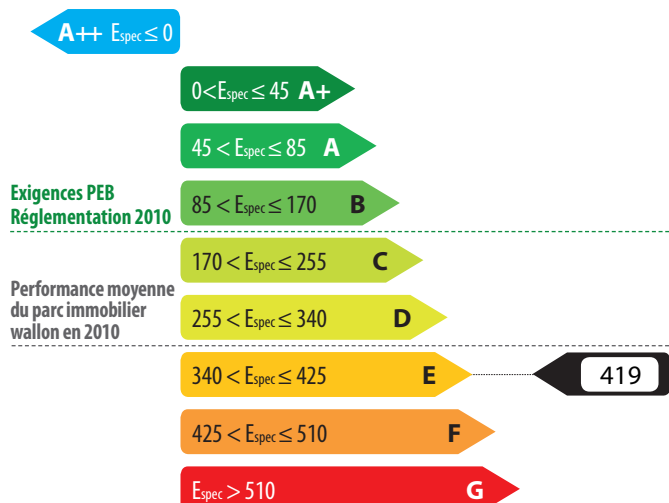 A++ Espec ≤ 0
0<Espec ≤ 45 A+
45 < Espec ≤ 85 A
Exigences PEB
Réglementation 2010
85 < Espec ≤ 170 B
170 < Espec ≤ 255 C
Performance moyenne
du parc immobilier
wallon en 2010
255 < Espec ≤ 340 D
340 < Espec ≤ 425 E
419
425 < Espec ≤ 510 F
Espec > 510 G